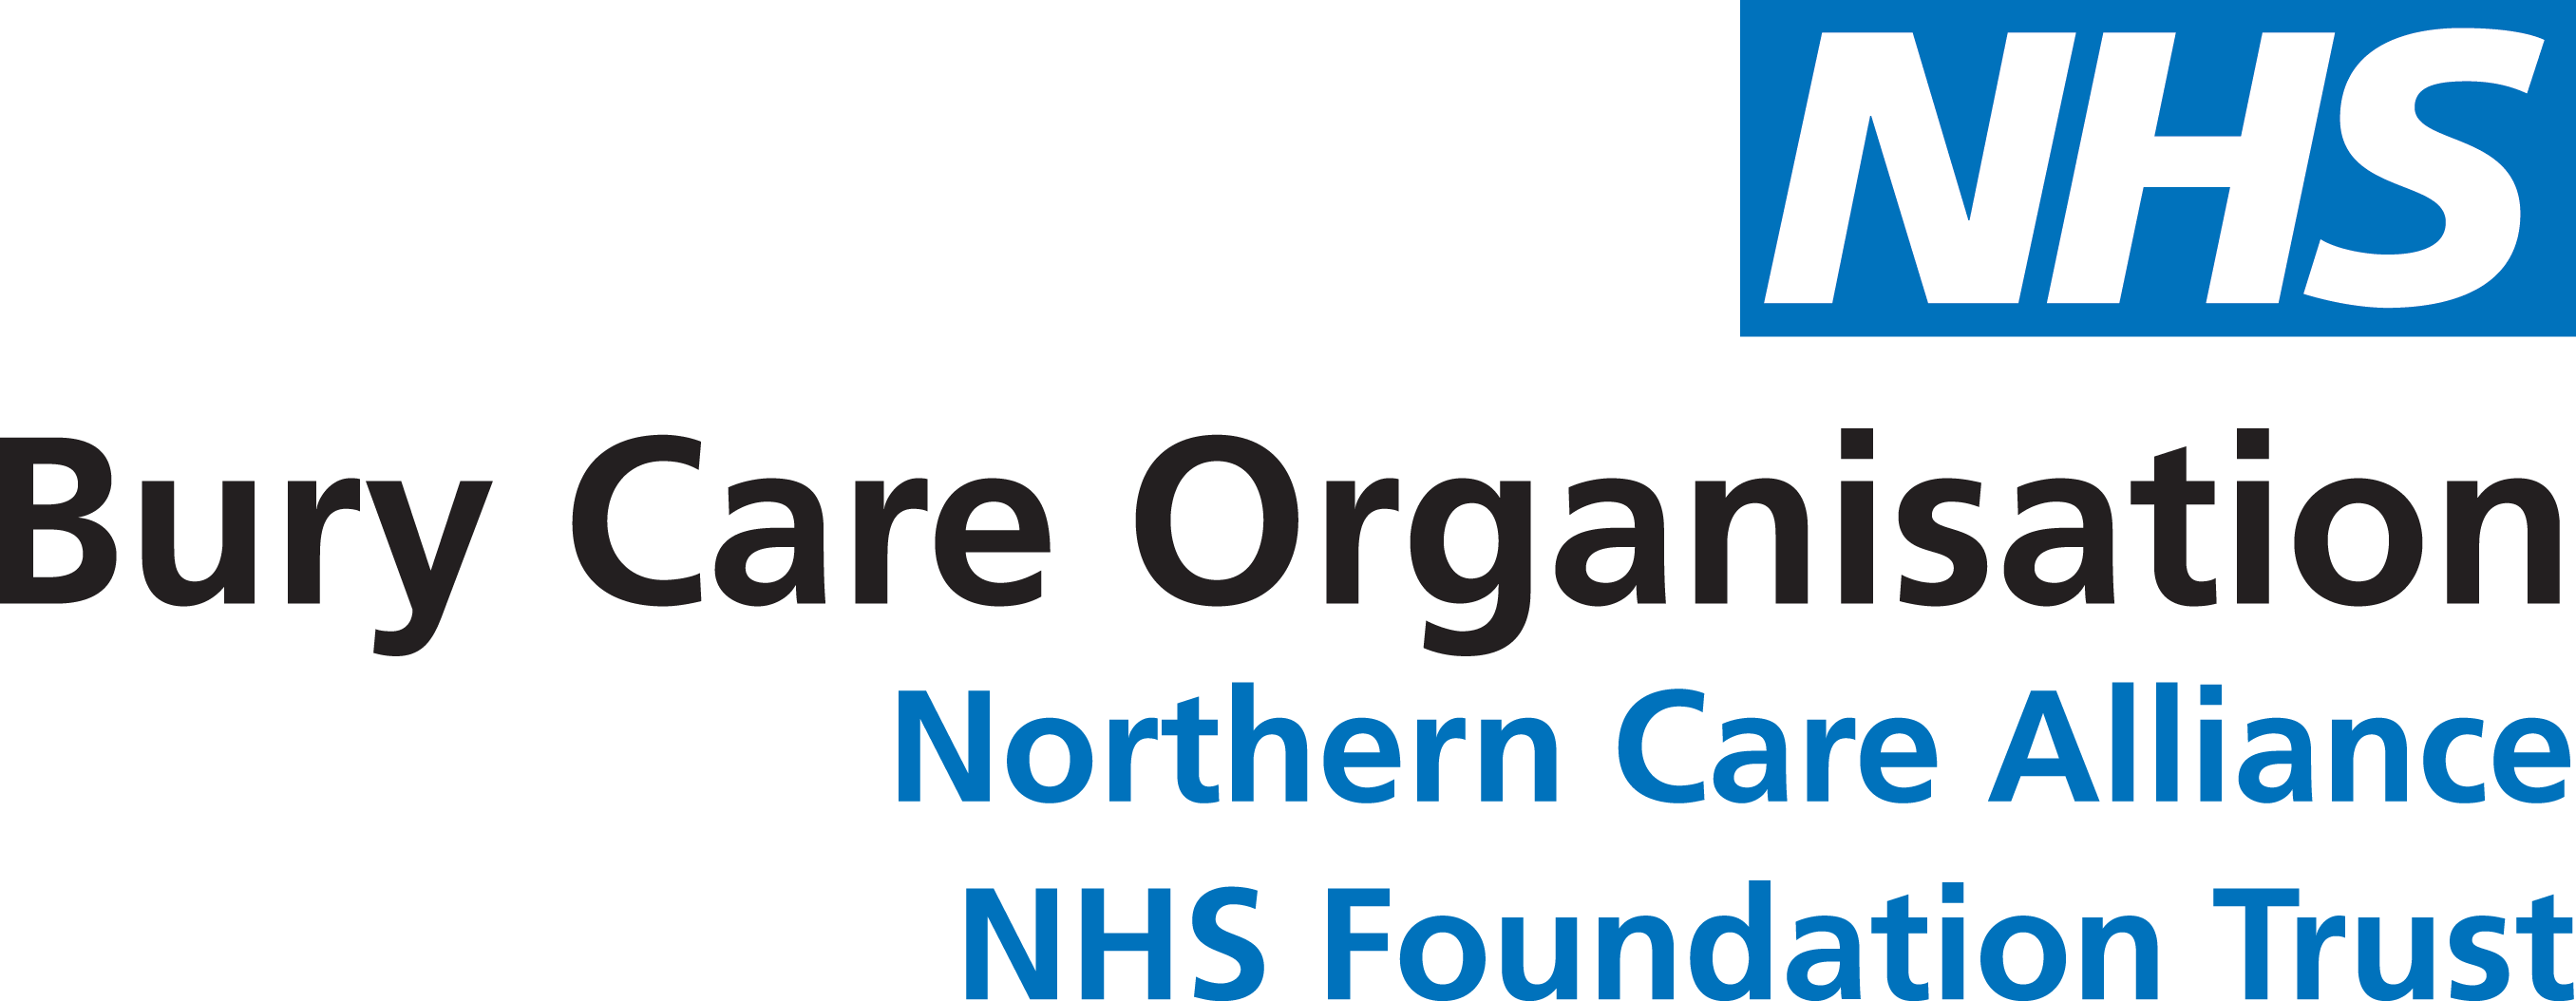 NHS
Bury Care Organisation
Northern Care Alliance
NHS Foundation Trust